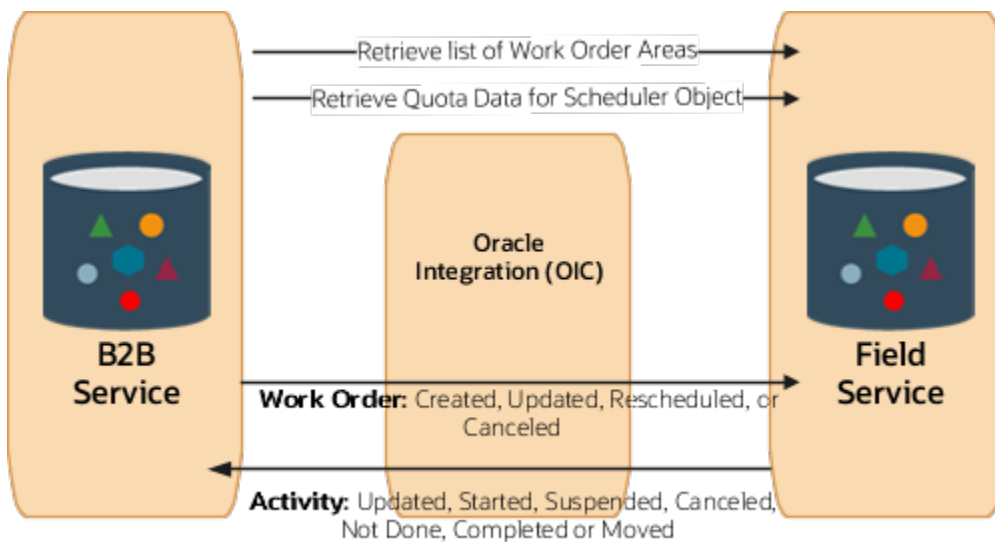 Retrieve list of Work Order Areas
Retrieve Quota Data for Scheduler Object
Oracle
Integration (OIC)
B2B
Service
Field
Service
Work Order: Created, Updated, Rescheduled, or
Canceled
Activity: Updated, Started, Suspended, Canceled,
Not Done, Completed or Moved